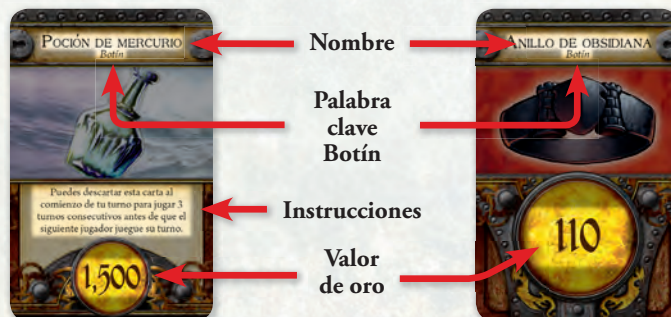 POCIÓN DE MERCURIO
Botín
Puedes descartar esta carta al
comienzo de tu turno para jugar 3
turnos consecutivos antes de que el
siguiente jugador juegue su turno.
1,500
Nombre
Palabra
clave
Botín
Instrucciones
Valor
de oro
ANILLO DE OBSIDIANA
Botín
110